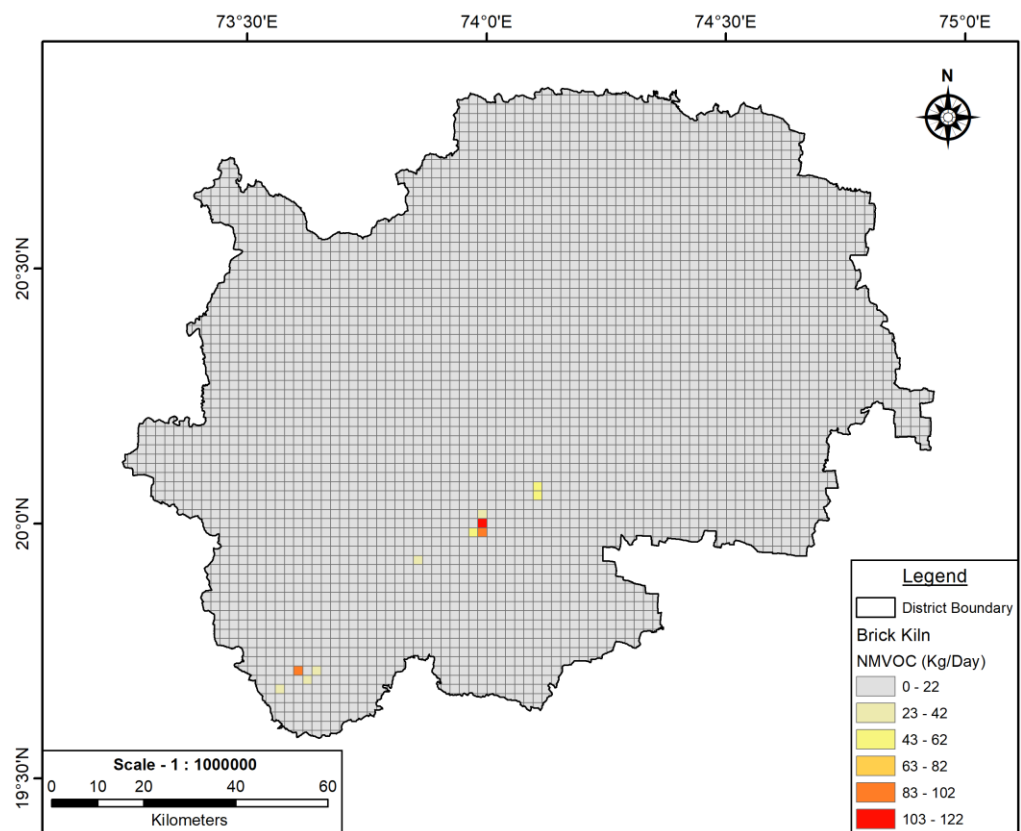 73°30'E 74°0'E 74°30'E 75°0'E
N
20°30'N
20°0'N
19°30'N
Legend
District Boundary
Brick Kiln
NMVOC (Kg/Day)
0 - 22
23 - 42
43 - 62
63 - 82
83 - 102
103 - 122
Scale - 1 : 1000000
0 10 20 40 60
Kilometers